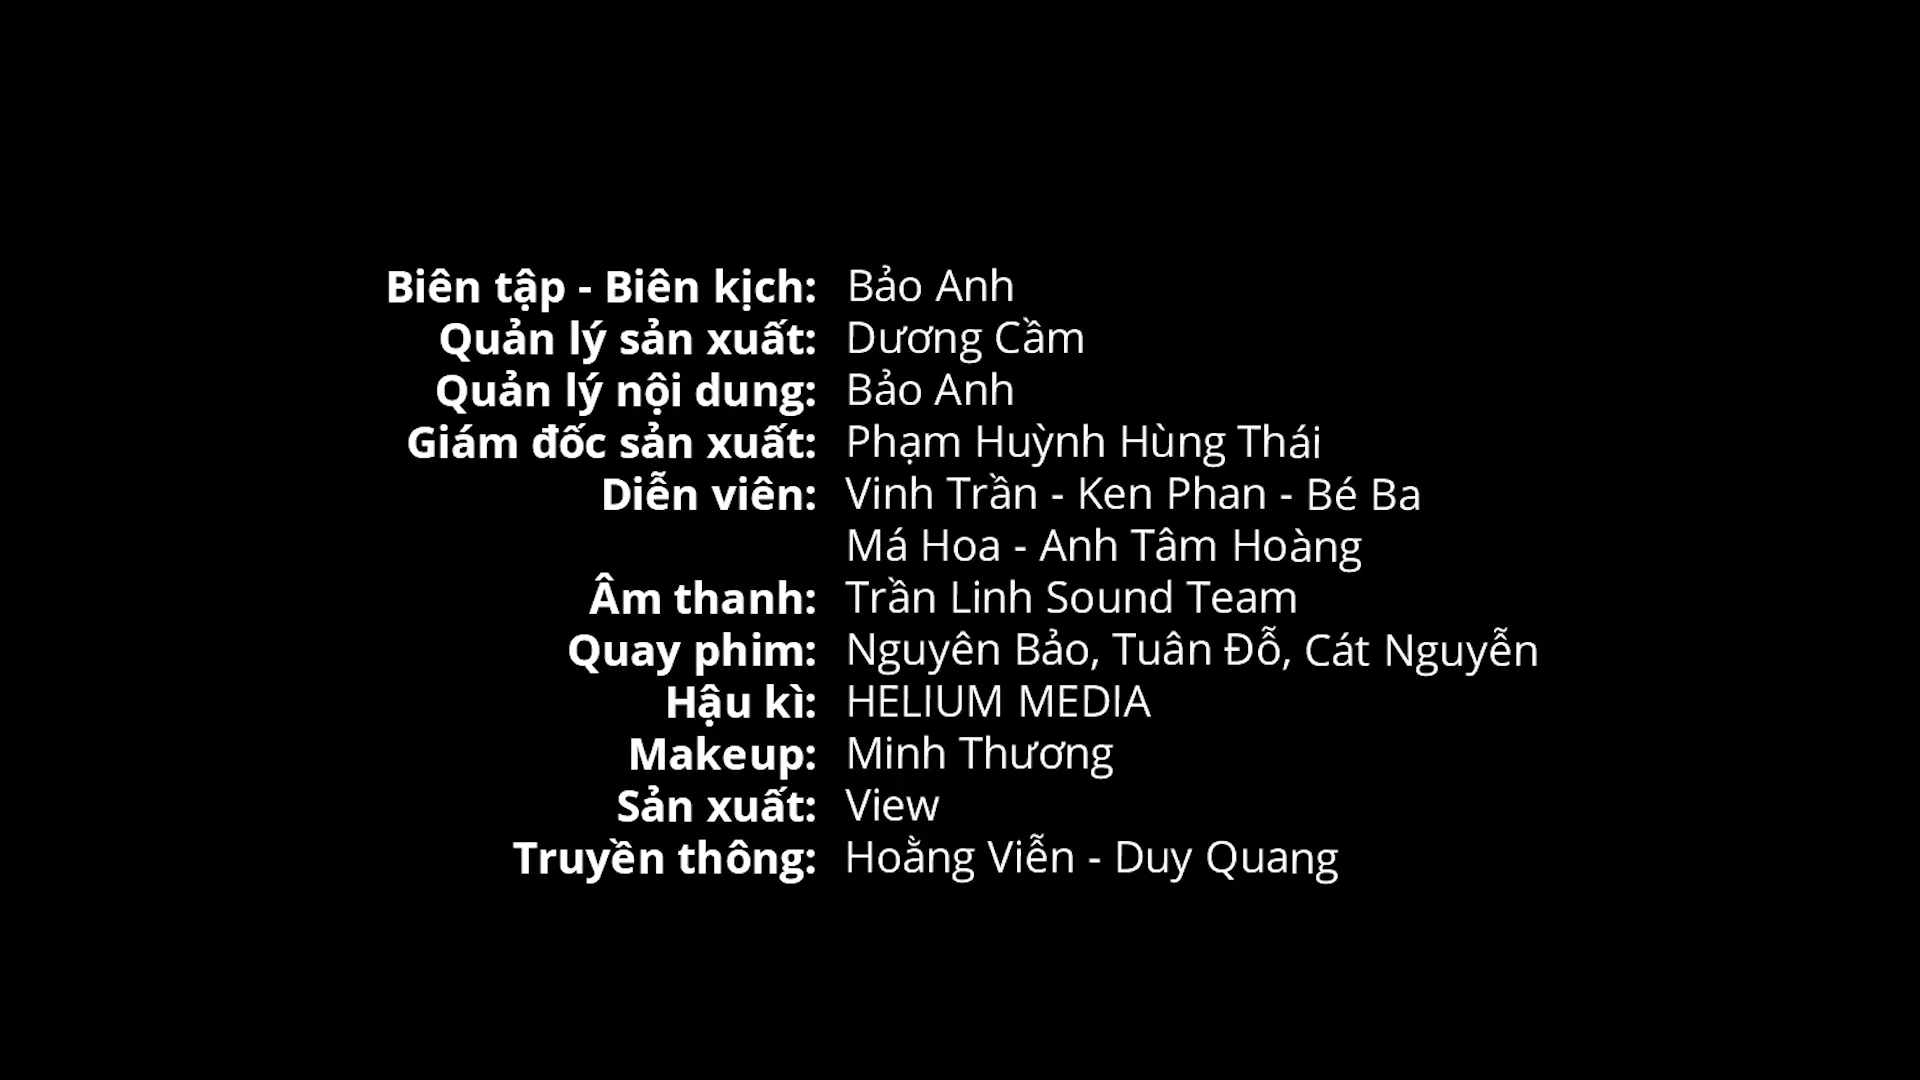 Biên tập - Biên kịch: Bảo Anh
Quản lý sản xuất: Dương Cầm
Quản lý nội dung: Bảo Anh
Giám đốc sản xuất: Phạm Huỳnh Hùng Thái
Diễn viên: Vinh Trần - Ken Phan - Bé Ba
Má Hoa - Anh Tâm Hoàng
Âm thanh: Trần Linh Sound Team
Quay phim: Nguyên Bảo, Tuân Đỗ, Cát Nguyễn
Hậu kì: HELIUM MEDIA
Makeup: Minh Thương
Sản xuất: View
Truyền thông: Hoằng Viễn - Duy Quang